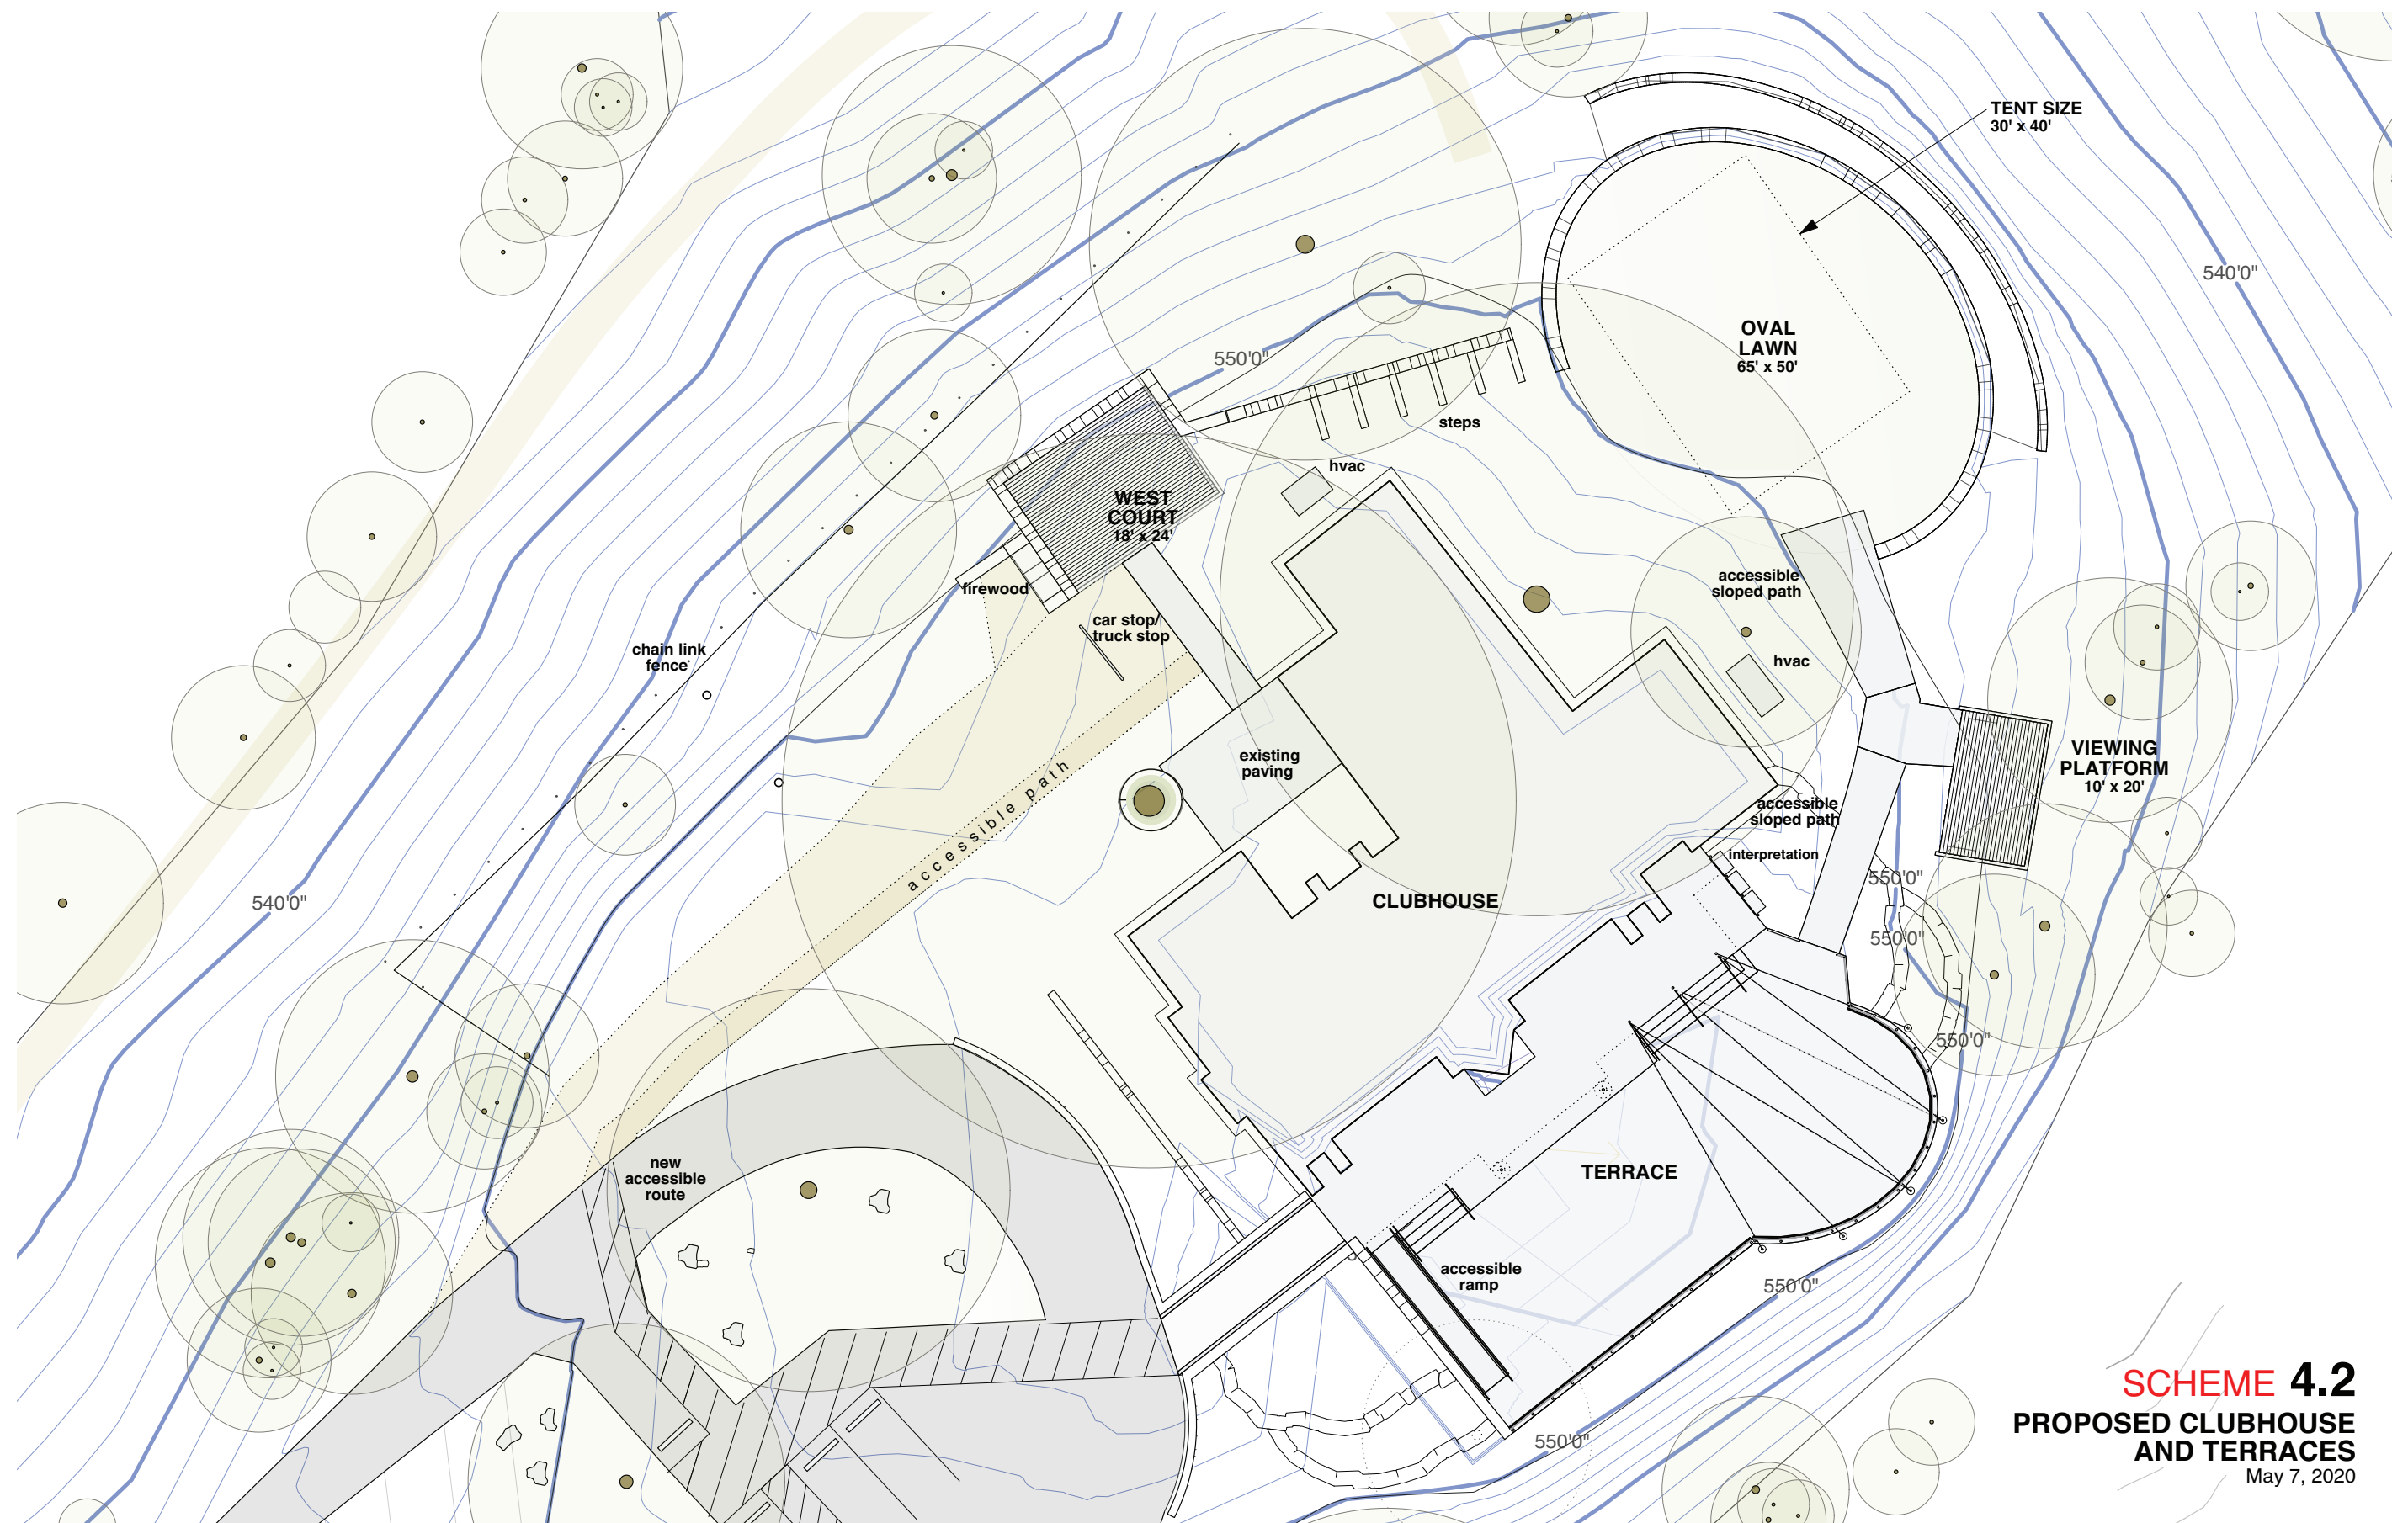 TENT SIZE
30' x 40'
540'0"
OVAL
LAWN
65' x 50'
550'0"
steps
hvac
WEST
COURT
18' x 24'
firewood
car stop/
truck stop
accessible
sloped path
chain link
fence
hvac
VIEWING
PLATFORM
10' x 20'
existing
paving
accessible path
accessible
sloped path
interpretation
550'0"
CLUBHOUSE
540'0"
550'0"
550'0"
new
accessible
route
TERRACE
accessible
ramp
550'0"
550'0"
SCHEME 4.2
PROPOSED CLUBHOUSE
AND TERRACES
May 7, 2020